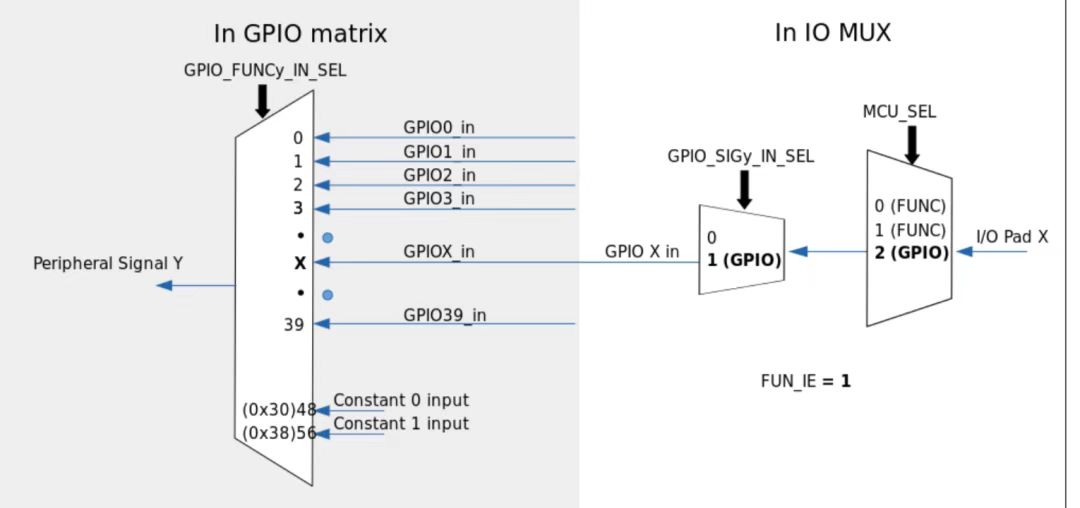 In GPIO matrix
In IO MUX
GPIO_FUNCy_IN_SEL
MCU_SEL
GPIO_SIGy_IN_SEL
0
GPIO0_in
1
GPIO1_in
2
GPIO2_in
3
GPIO3_in
X
GPIOX_in
GPIO X in
39
GPIO39_in
Peripheral Signal Y
0
1 (GPIO)
0 (FUNC)
1 (FUNC)
2 (GPIO)
I/O Pad X
FUN_IE = 1
(0x30)48
Constant 0 input
(0x38)56
Constant 1 input